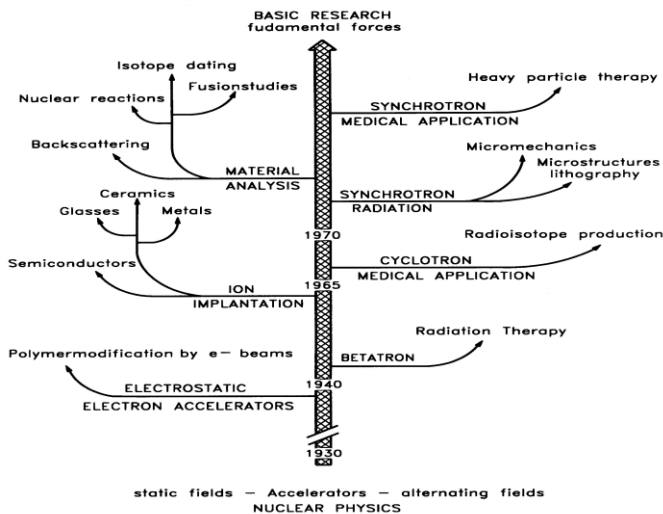 BASIC RESEARCH
fudamental forces
Isotope dating
Fusionstudies
Nuclear reactions
Backscattering
MATERIAL
ANALYSIS
Heavy particle therapy
SYNCHROTRON
MEDICAL APPLICATION
Micromechanics
Microstructures
lithography
SYNCHROTRON
RADIATION
Ceramics
Glasses
Metals
Semiconductors
ION
IMPLANTATION
1970
Radioisotope production
CYCLOTRON
MEDICAL APPLICATION
1965
Radiation Therapy
BETATRON
Polymermodification by e- beams
1940
ELECTROSTATIC
ELECTRON ACCELERATORS
1930
static fields - Accelerators - alternating fields
NUCLEAR PHYSICS